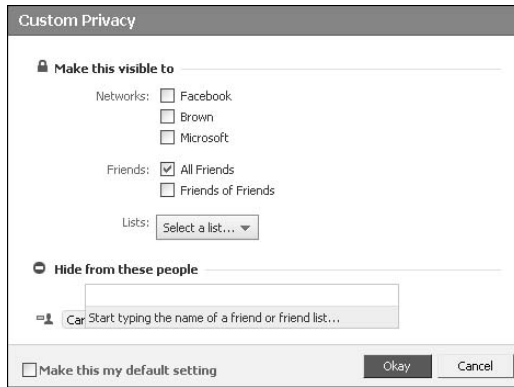 Custom Privacy
Make this visible to
Networks: Facebook
Brown
Microsoft
Friends: All Friends
Friends of Friends
Lists: Select a list...
Hide from these people
Start typing the name of a friend or friend list...
Make this my default setting
Okay Cancel